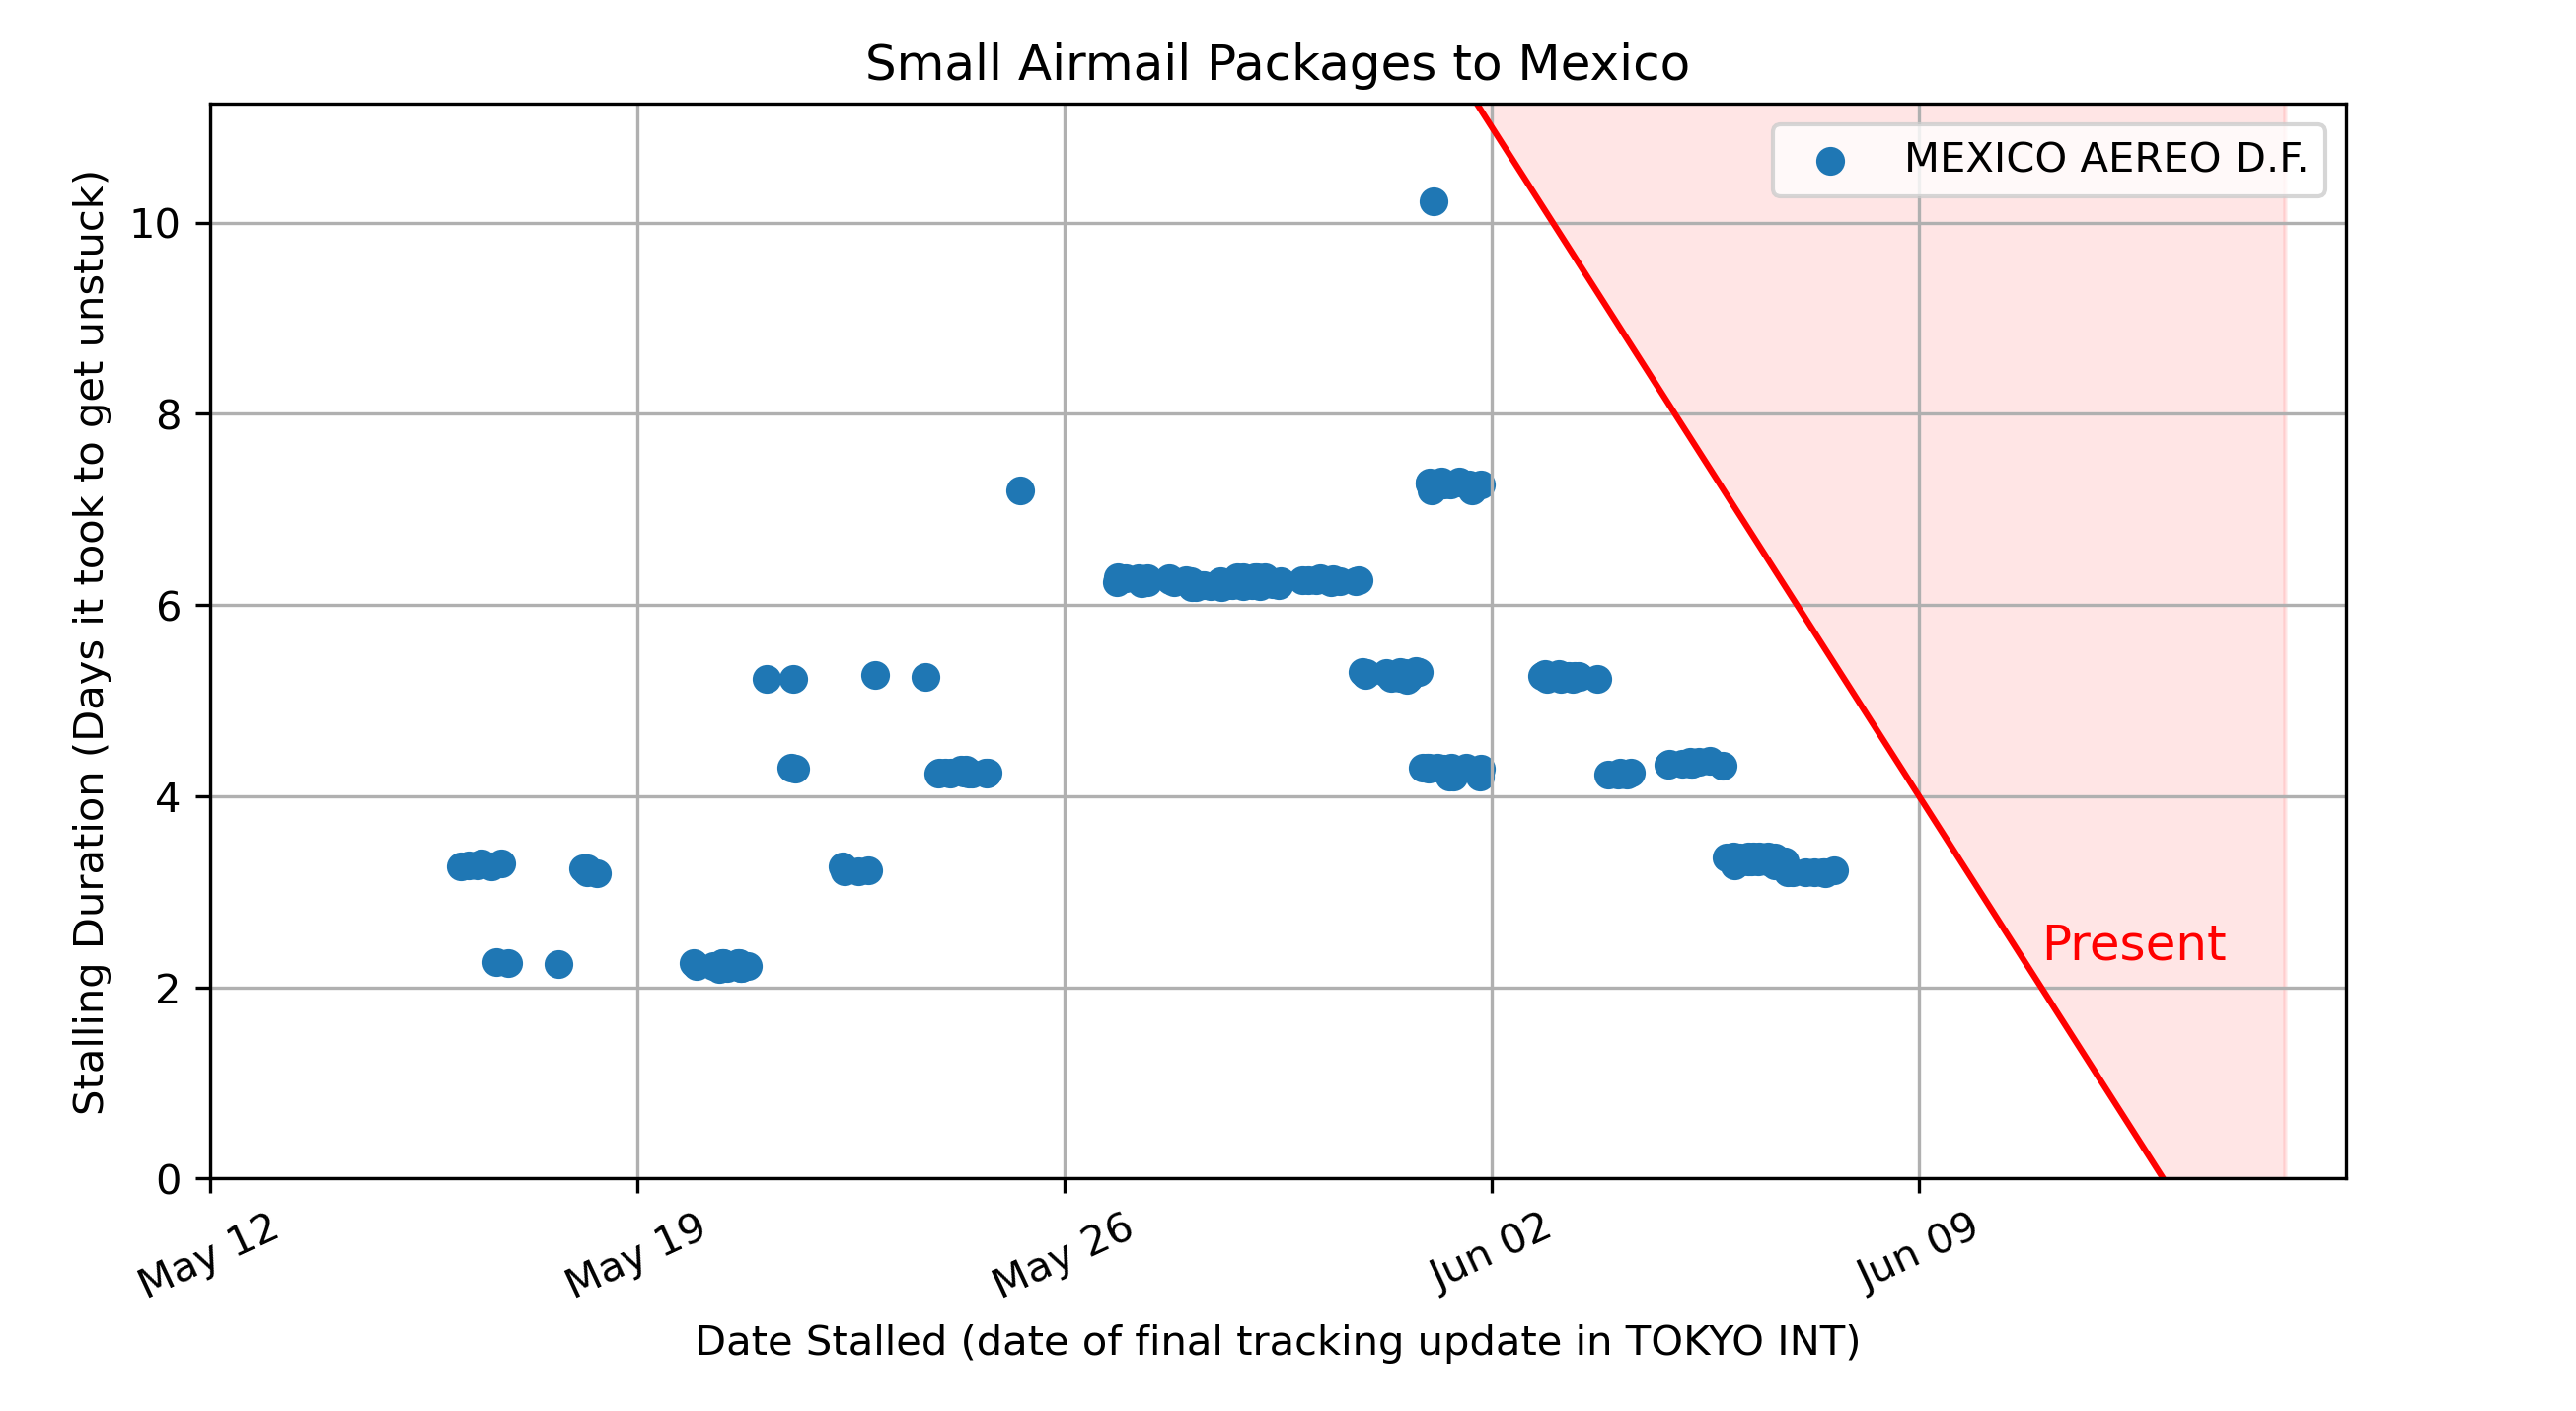 Small Airmail Packages to Mexico
MEXICO AEREO D.F.
Stalling Duration (Days it took to get unstuck)
10
8
6
4
2
0
Present
May 12
May 19
May 26
Jun 02
Jun 09
Date Stalled (date of final tracking update in TOKYO INT)